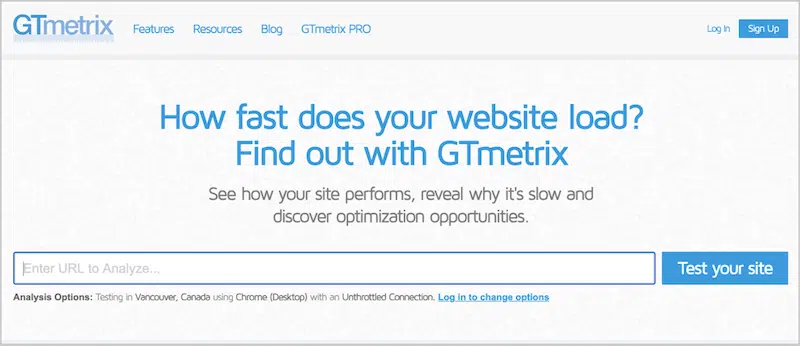 GTmetrix Features Resources Blog GTmetrix PRO Log In Sign Up
How fast does your website load?
Find out with GTmetrix
See how your site performs, reveal why it's slow and
discover optimization opportunities.
Enter URL to Analyze... Test your site
Analysis Options: Testing in Vancouver, Canada using Chrome (Desktop) with an Unthrottled Connection. Log in to change options